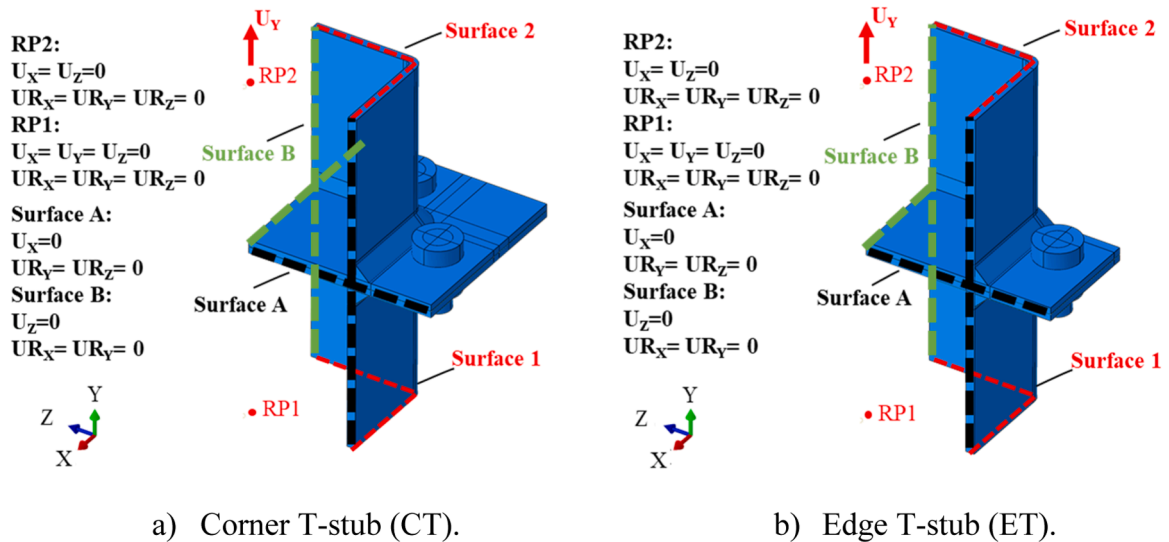 RP2:
U_X= U_Z=0
UR_X= UR_Y= UR_Z= 0
RP1:
U_X= U_Y= U_Z=0
UR_X= UR_Y= UR_Z= 0
Surface A:
U_X=0
UR_Y= UR_Z= 0
Surface B:
U_Z=0
UR_X= UR_Y= 0
U_Y
RP2
Surface 2
Surface B
Surface A
Surface 1
RP1
Y
Z
X
a) Corner T-stub (CT).
RP2:
U_X= U_Z=0
UR_X= UR_Y= UR_Z= 0
RP1:
U_X= U_Y= U_Z=0
UR_X= UR_Y= UR_Z= 0
Surface A:
U_X=0
UR_Y= UR_Z= 0
Surface B:
U_Z=0
UR_X= UR_Y= 0
U_Y
RP2
Surface 2
Surface B
Surface A
Surface 1
RP1
Y
Z
X
b) Edge T-stub (ET).